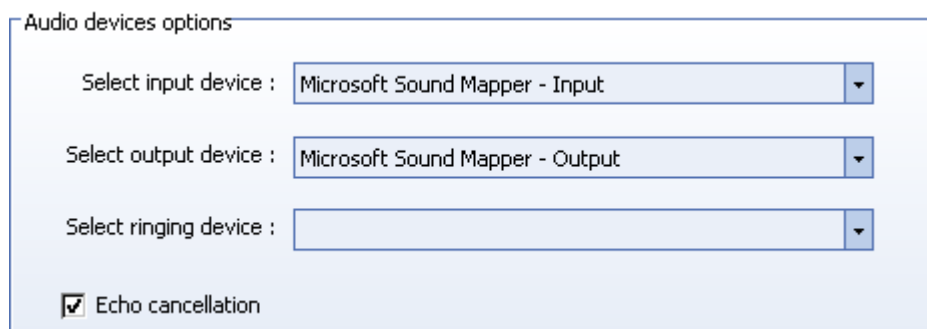 Audio devices options
Select input device : Microsoft Sound Mapper - Input
Select output device : Microsoft Sound Mapper - Output
Select ringing device :
Echo cancellation